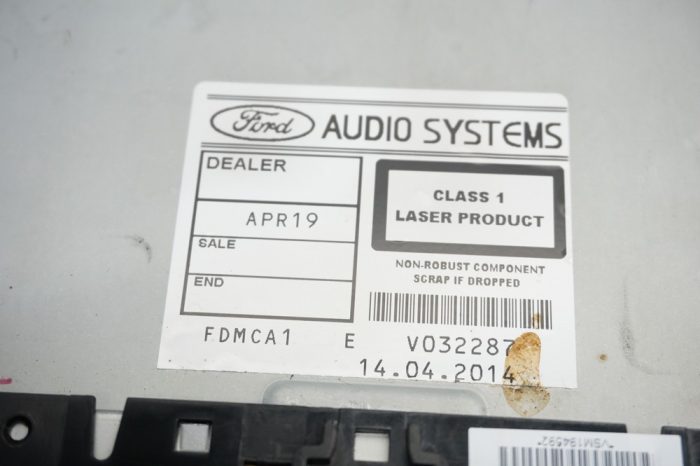 Ford AUDIO SYSTEMS
DEALER
APR19
SALE
END
CLASS 1
LASER PRODUCT
NON-ROBUST COMPONENT
SCRAP IF DROPPED
FDMCA1 E V032287
14.04.2014
"VSM194592"